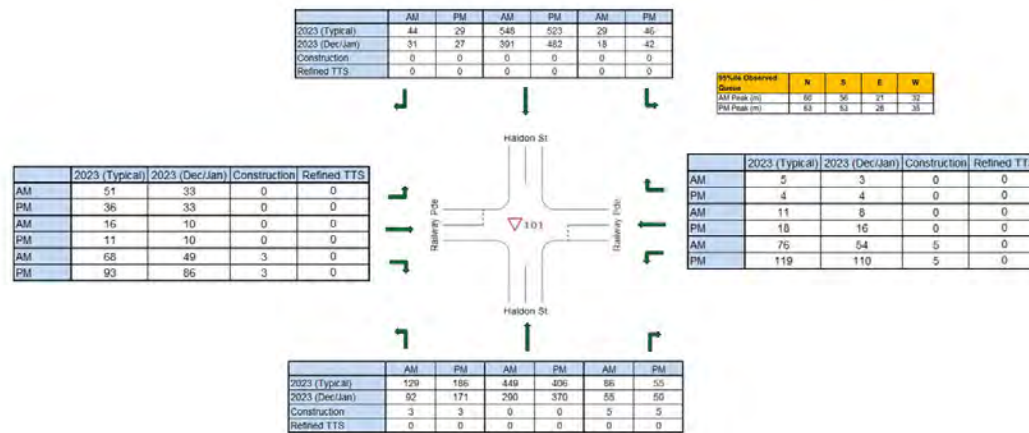 AM PM AM PM AM PM
2023 (Typical) 44 29 548 523 29 46
2023 (Dec/Jan) 31 27 391 482 18 42
Construction 0 0 0 0 0 0
Refined TTS 0 0 0 0 0 0
95%ile Observed Queue N S E W
AM Peak (m) 60 56 21 32
PM Peak (m) 63 53 28 35
Haldon St
2023 (Typical) 2023 (Dec/Jan) Construction Refined TTS
AM 51 33 0 0
PM 36 33 0 0
AM 16 10 0 0
PM 11 10 0 0
AM 68 49 3 0
PM 93 86 3 0
Railway Pde
101
Railway Pde
2023 (Typical) 2023 (Dec/Jan) Construction Refined TT
AM 5 3 0 0
PM 4 4 0 0
AM 11 8 0 0
PM 18 16 0 0
AM 76 54 5 0
PM 119 110 5 0
Haldon St
AM PM AM PM AM PM
2023 (Typical) 129 186 449 406 86 55
2023 (Dec/Jan) 92 171 290 370 55 50
Construction 3 3 0 0 5 5
Refined TTS 0 0 0 0 0 0